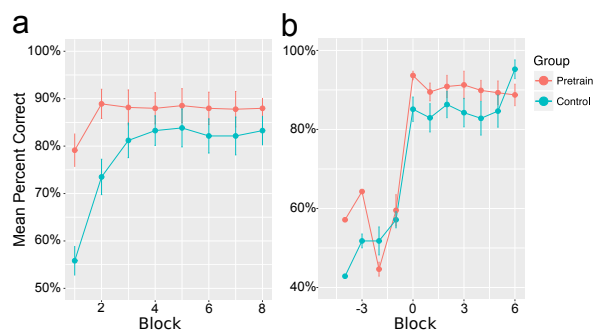 a
b
Mean Percent Correct
100%
90%
80%
70%
60%
50%
2
4
6
8
Block
100%
80%
60%
40%
-3
0
3
6
Block
Group
Pretrain
Control